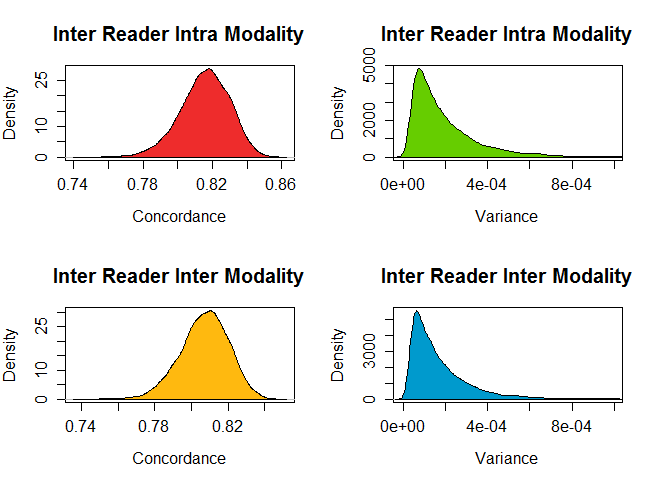 Inter Reader Intra Modality
Density
0 10 25
0.74 0.78 0.82 0.86
Concordance
Inter Reader Intra Modality
Density
0 2000 5000
0e+00 4e-04 8e-04
Variance
Inter Reader Inter Modality
Density
0 10 25
0.74 0.78 0.82
Concordance
Inter Reader Inter Modality
Density
0 3000
0e+00 4e-04 8e-04
Variance